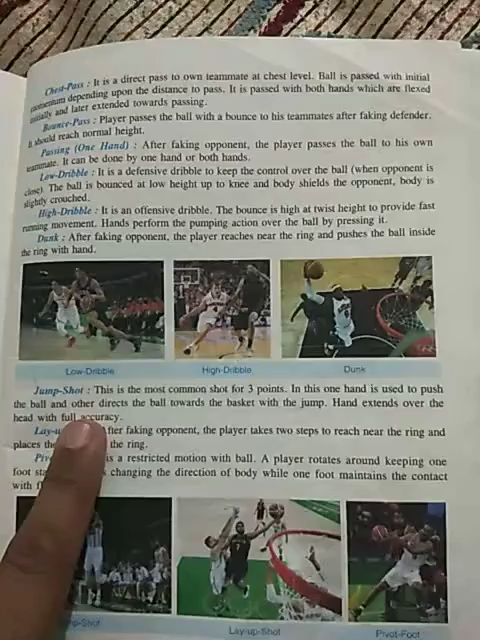 Chest-Pass : It is a direct pass to own teammate at chest level. Ball is passed with initial
momentum depending upon the distance to pass. It is passed with both hands which are flexed
initially and later extended towards passing.
Bounce-Pass : Player passes the ball with a bounce to his teammates after faking defender.
It should reach normal height.
Passing (One Hand) : After faking opponent, the player passes the ball to his own
teammate. It can be done by one hand or both hands.
Low-Dribble : It is a defensive dribble to keep the control over the ball (when opponent is
close). The ball is bounced at low height up to knee and body shields the opponent, body is
slightly crouched.
High-Dribble : It is an offensive dribble. The bounce is high at twist height to provide fast
running movement. Hands perform the pumping action over the ball by pressing it.
Dunk : After faking opponent, the player reaches near the ring and pushes the ball inside
the ring with hand.
Low-Dribble High-Dribble Dunk
Jump-Shot : This is the most common shot for 3 points. In this one hand is used to push
the ball and other directs the ball towards the basket with the jump. Hand extends over the
head with full accuracy.
After faking opponent, the player takes two steps to reach near the ring and
places the the ring.
is a restricted motion with ball. A player rotates around keeping one
foot changing the direction of body while one foot maintains the contact
with
Shot Lay-up-Shot Pivot-Foot